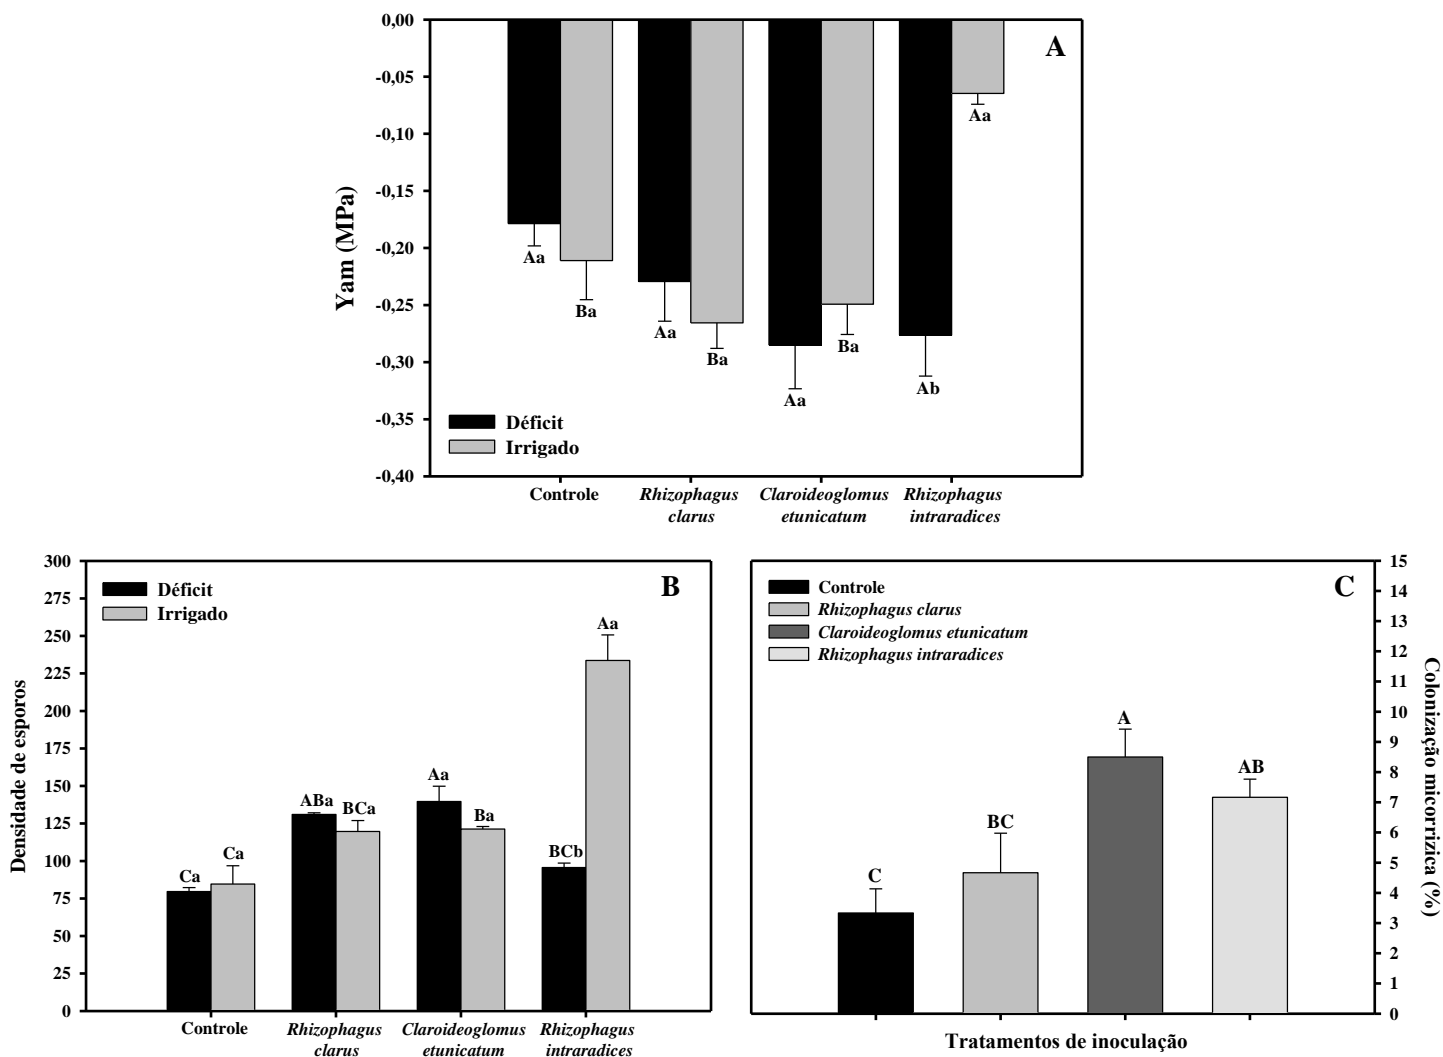 0,00
-0,05
-0,10
-0,15
-0,20
-0,25
-0,30
-0,35
-0,40
Yam (MPa)
A
Aa
Ba
Aa
Ba
Aa
Ba
Ab
Aa
Déficit
Irrigado
Controle
Rhizophagus
clarus
Claroideoglomus
etunicatum
Rhizophagus
intraradices
300
275
250
225
200
175
150
125
100
75
50
25
0
Densidade de esporos
B
Déficit
Irrigado
Ca
Ca
ABa
BCa
Aa
Ba
BCb
Aa
Controle
Rhizophagus
clarus
Claroideoglomus
etunicatum
Rhizophagus
intraradices
C
Controle
Rhizophagus clarus
Claroideoglomus etunicatum
Rhizophagus intraradices
C
BC
A
AB
15
14
13
12
11
10
9
8
7
6
5
4
3
2
1
0
Colonização micorrizica (%)
Tratamentos de inoculação